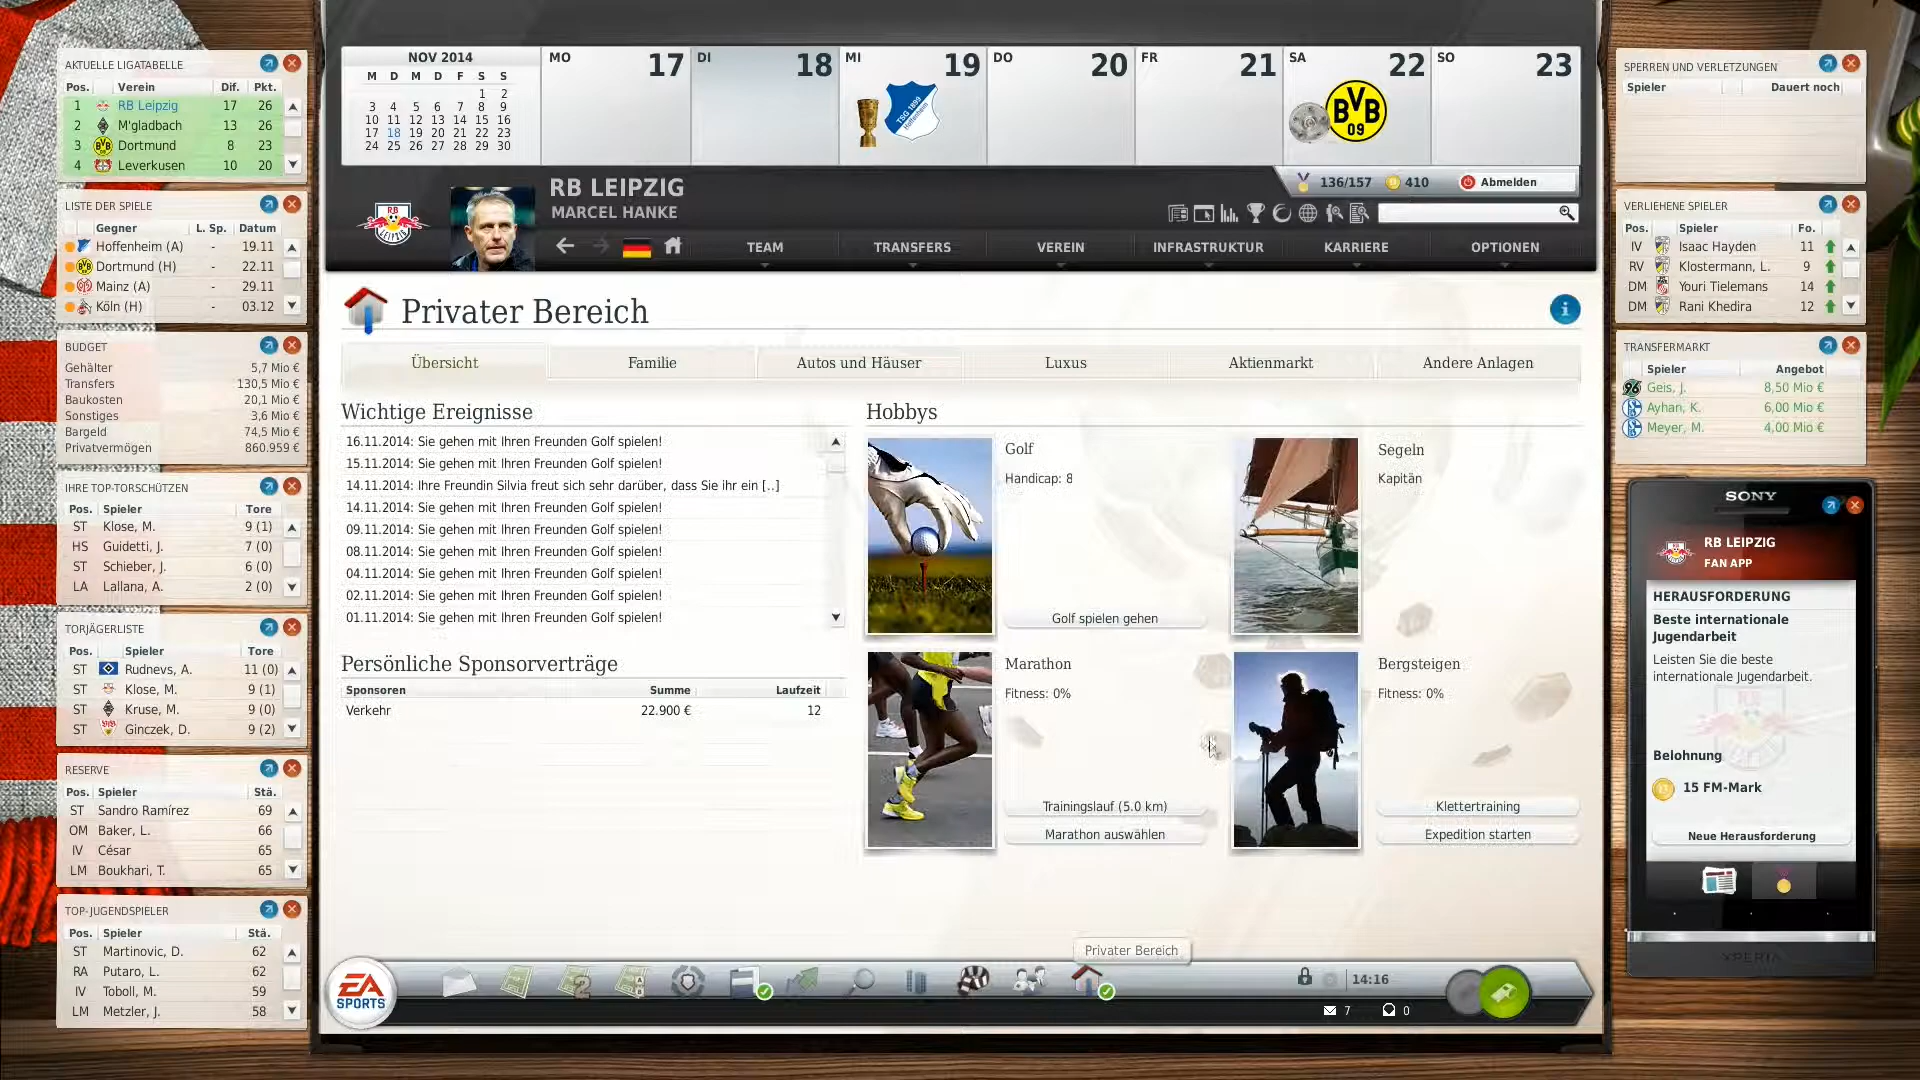 AKTUELLE LIGATABELLE
Pos. Verein Dif. Pkt.
1 RB Leipzig 17 26
2 M'gladbach 13 26
3 Dortmund 8 23
4 Leverkusen 10 20
LISTE DER SPIELE
Gegner L. Sp. Datum
Hoffenheim (A) - 19.11
Dortmund (H) - 22.11
Mainz (A) - 29.11
Köln (H) - 03.12
BUDGET
Gehälter 5,7 Mio €
Transfers 130,5 Mio €
Baukosten 20,1 Mio €
Sonstiges 3,6 Mio €
Bargeld 74,5 Mio €
Privatvermögen 860.959 €
IHRE TOP-TORSCHÜTZEN
Pos. Spieler Tore
ST Klose, M. 9 (1)
HS Guidetti, J. 7 (0)
ST Schieber, J. 6 (0)
LA Lallana, A. 2 (0)
TORJÄGERLISTE
Pos. Spieler Tore
ST Rudnevs, A. 11 (0)
ST Klose, M. 9 (1)
ST Kruse, M. 9 (0)
ST Ginczek, D. 9 (2)
RESERVE
Pos. Spieler Stä.
ST Sandro Ramírez 69
OM Baker, L. 66
IV César 65
LM Boukhari, T. 65
TOP-JUGENDSPIELER
Pos. Spieler Stä.
ST Martinovic, D. 62
RA Putaro, L. 62
IV Toboll, M. 59
LM Metzler, J. 58
NOV 2014
M D M D F S S
1 2
3 4 5 6 7 8 9
10 11 12 13 14 15 16
17 18 19 20 21 22 23
24 25 26 27 28 29 30
MO 17 DI 18 MI 19 DO 20 FR 21 SA 22 SO 23
TSG 1899 Hoffenheim
BVB 09
RB LEIPZIG
MARCEL HANKE
136/157 410 Abmelden
RB LEIPZIG
TEAM TRANSFERS VEREIN INFRASTRUKTUR KARRIERE OPTIONEN
Privater Bereich
Übersicht Familie Autos und Häuser Luxus Aktienmarkt Andere Anlagen
Wichtige Ereignisse
16.11.2014: Sie gehen mit Ihren Freunden Golf spielen!
15.11.2014: Sie gehen mit Ihren Freunden Golf spielen!
14.11.2014: Ihre Freundin Silvia freut sich sehr darüber, dass Sie ihr ein [..]
14.11.2014: Sie gehen mit Ihren Freunden Golf spielen!
09.11.2014: Sie gehen mit Ihren Freunden Golf spielen!
08.11.2014: Sie gehen mit Ihren Freunden Golf spielen!
04.11.2014: Sie gehen mit Ihren Freunden Golf spielen!
02.11.2014: Sie gehen mit Ihren Freunden Golf spielen!
01.11.2014: Sie gehen mit Ihren Freunden Golf spielen!
Persönliche Sponsorverträge
Sponsoren Summe Laufzeit
Verkehr 22.900 € 12
Hobbys
Golf
Handicap: 8
Golf spielen gehen
Segeln
Kapitän
Marathon
Fitness: 0%
Trainingslauf (5.0 km)
Marathon auswählen
Bergsteigen
Fitness: 0%
Klettertraining
Expedition starten
Privater Bereich
EA SPORTS
2
14:16
7 0
SPERREN UND VERLETZUNGEN
Spieler Dauert noch
VERLIEHENE SPIELER
Pos. Spieler Fo.
IV Isaac Hayden 11
RV Klostermann, L. 9
DM Youri Tielemans 14
DM Rani Khedira 12
TRANSFERMARKT
Spieler Angebot
96 Geis, J. 8,50 Mio €
Ayhan, K. 6,00 Mio €
Meyer, M. 4,00 Mio €
SONY
RB LEIPZIG
FAN APP
HERAUSFORDERUNG
Beste internationale
Jugendarbeit
Leisten Sie die beste
internationale Jugendarbeit.
Belohnung
15 FM-Mark
Neue Herausforderung
XPERIA